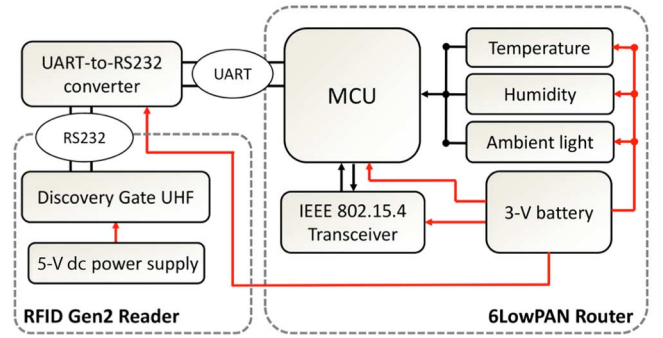 UART-to-RS232
converter
UART
MCU
Temperature
Humidity
Ambient light
RS232
Discovery Gate UHF
IEEE 802.15.4
Transceiver
3-V battery
5-V dc power supply
RFID Gen2 Reader
6LowPAN Router